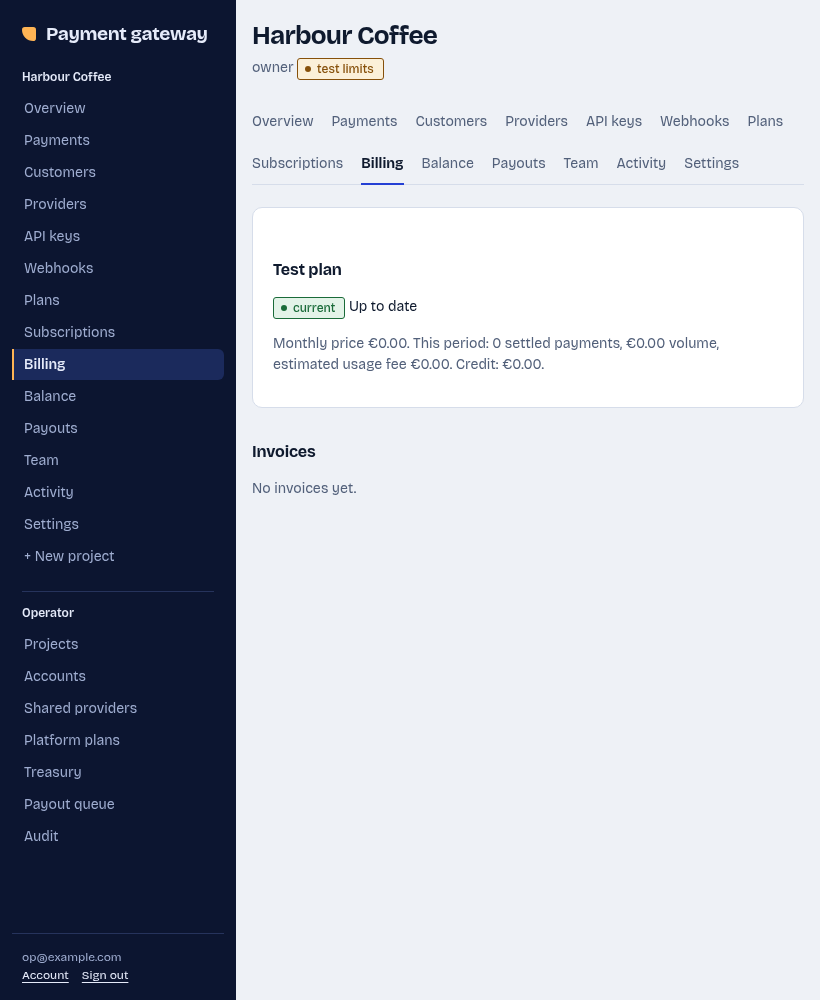 Payment gateway
Harbour Coffee
Overview
Payments
Customers
Providers
API keys
Webhooks
Plans
Subscriptions
Billing
Balance
Payouts
Team
Activity
Settings
+ New project
Operator
Projects
Accounts
Shared providers
Platform plans
Treasury
Payout queue
Audit
op@example.com
Account Sign out
Harbour Coffee
owner test limits
Overview Payments Customers Providers API keys Webhooks Plans
Subscriptions Billing Balance Payouts Team Activity Settings
Test plan
current Up to date
Monthly price €0.00. This period: 0 settled payments, €0.00 volume,
estimated usage fee €0.00. Credit: €0.00.
Invoices
No invoices yet.